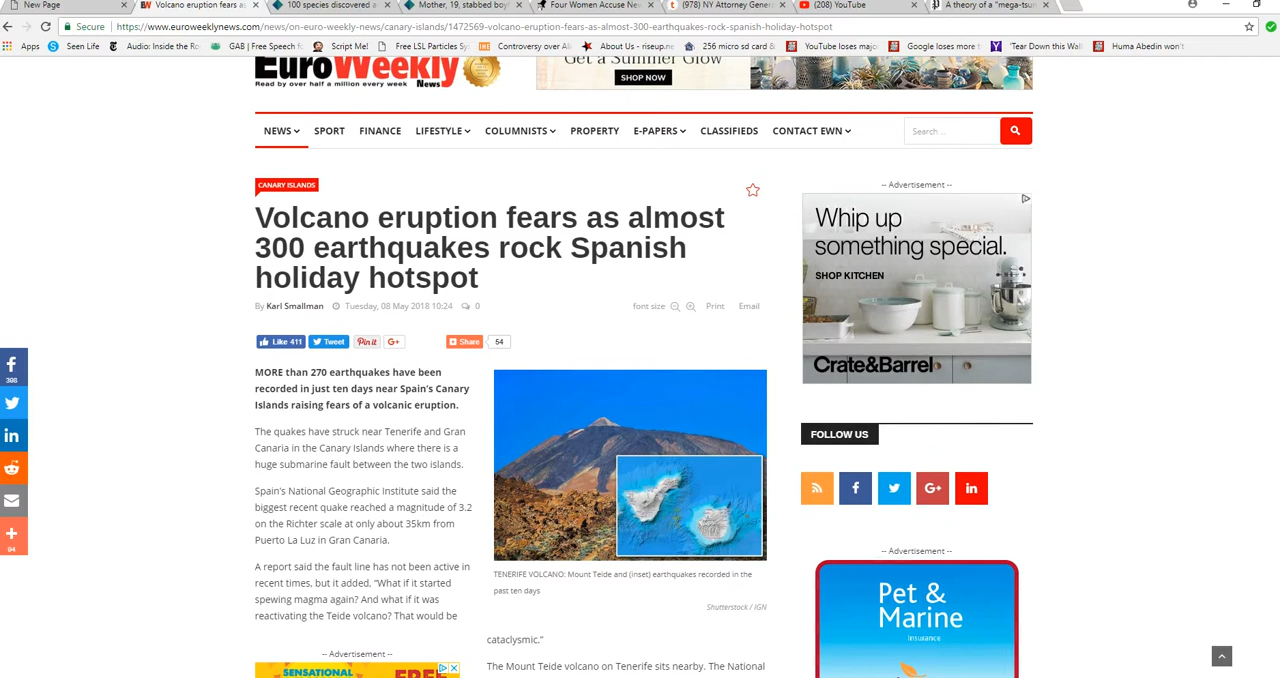 New Page
Volcano eruption fears as
100 species discovered a
Mother, 19, stabbed boy
Four Women Accuse New
(978) NY Attorney Gener
(208) YouTube
A theory of a "mega-tsun
Secure
https://www.euroweeklynews.com/news/on-euro-weekly-news/canary-islands/1472569-volcano-eruption-fears-as-almost-300-earthquakes-rock-spanish-holiday-hotspot
Apps
Seen Life
Audio: Inside the Ro
GAB | Free Speech fo
Script Me!
Free LSL Particles Sy
Controversy over Al
About Us - riseup.ne
256 micro sd card &
YouTube loses major
Google loses more t
'Tear Down this Wall
Huma Abedin won't
EuroWeekly
News
Read by over half a million every week
Get a Summer Glow
SHOP NOW
NEWS
SPORT
FINANCE
LIFESTYLE
COLUMNISTS
PROPERTY
E-PAPERS
CLASSIFIEDS
CONTACT EWN
Search ...
CANARY ISLANDS
Volcano eruption fears as almost
300 earthquakes rock Spanish
holiday hotspot
By Karl Smallman
Tuesday, 08 May 2018 10:24
0
font size
Print
Email
Like 411
Tweet
Pin it
G+
Share
54
MORE than 270 earthquakes have been
recorded in just ten days near Spain's Canary
Islands raising fears of a volcanic eruption.
The quakes have struck near Tenerife and Gran
Canaria in the Canary Islands where there is a
huge submarine fault between the two islands.
Spain's National Geographic Institute said the
biggest recent quake reached a magnitude of 3.2
on the Richter scale at only about 35km from
Puerto La Luz in Gran Canaria.
A report said the fault line has not been active in
recent times, but it added, "What if it started
spewing magma again? And what if it was
reactivating the Teide volcano? That would be
-- Advertisement --
SENSATIONAL
FREE
TENERIFE VOLCANO: Mount Teide and (inset) earthquakes recorded in the
past ten days
Shutterstock / IGN
cataclysmic."
The Mount Teide volcano on Tenerife sits nearby. The National
-- Advertisement --
Whip up
something special.
SHOP KITCHEN
Crate&Barrel
FOLLOW US
G+
in
-- Advertisement --
Pet &
Marine
Insurance
398
in
94